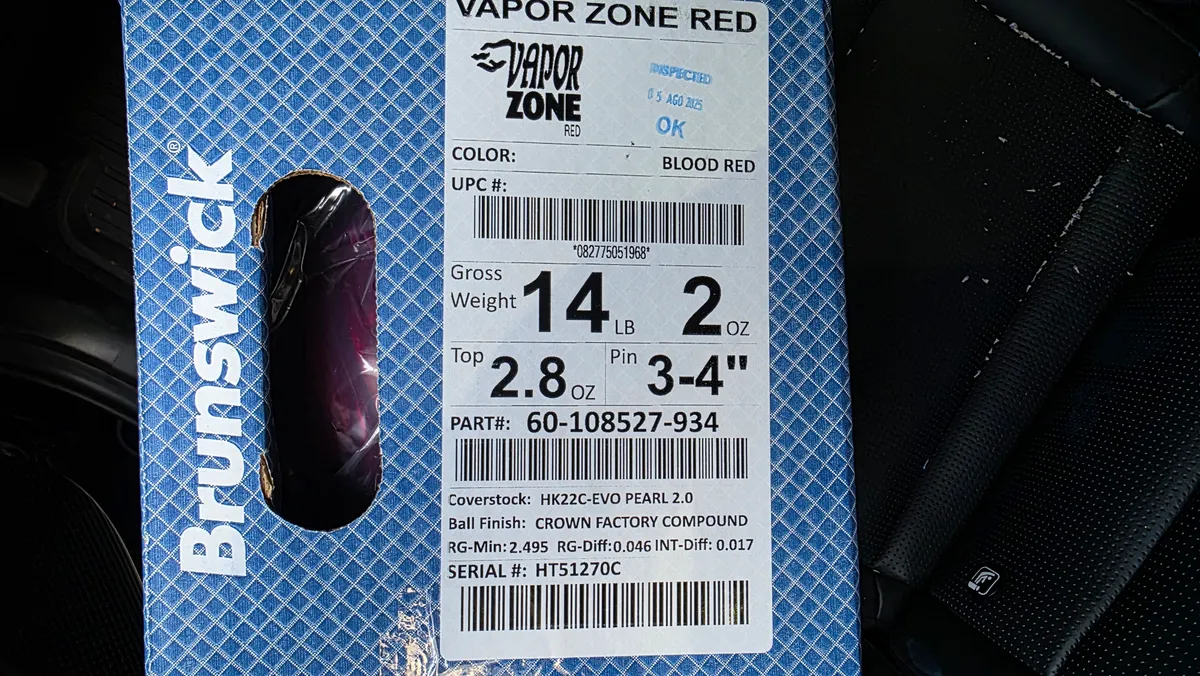 Brunswick®
VAPOR ZONE RED
VAPOR
ZONE
RED
INSPECTED
05 AGO 2025
OK
COLOR: BLOOD RED
UPC #:
*082775051968*
Gross
Weight 14 LB 2 OZ
Top 2.8 OZ Pin 3-4"
PART#: 60-108527-934
Coverstock: HK22C-EVO PEARL 2.0
Ball Finish: CROWN FACTORY COMPOUND
RG-Min: 2.495 RG-Diff: 0.046 INT-Diff: 0.017
SERIAL #: HT51270C